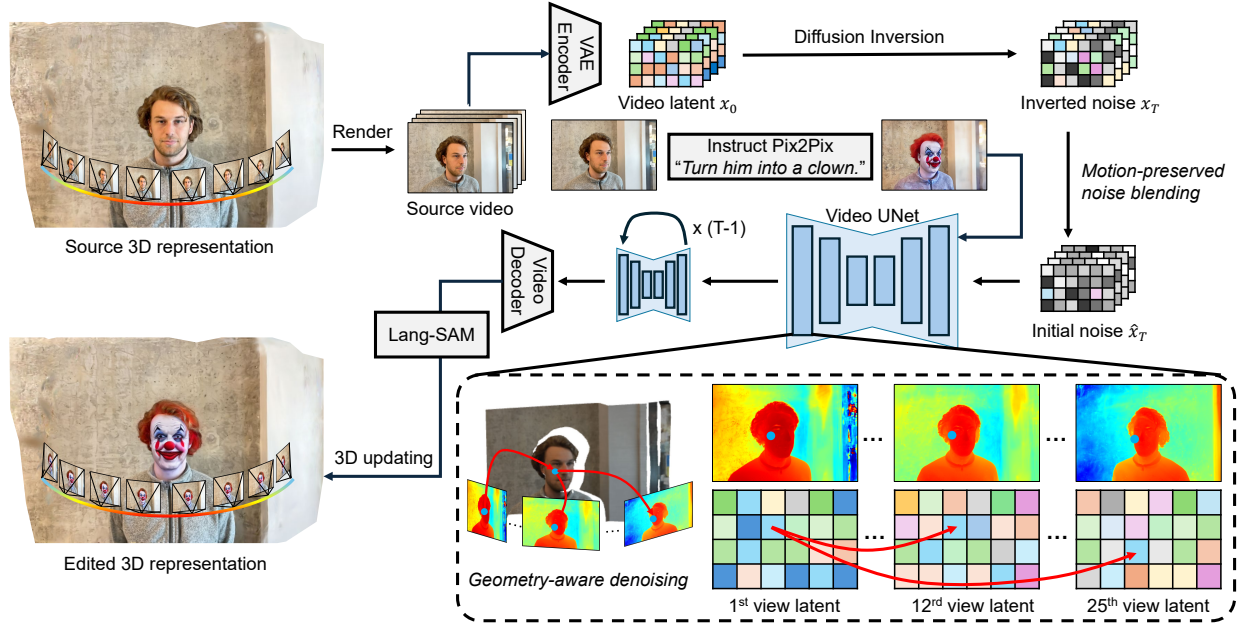 VAE
Encoder
Video latent x₀
Diffusion Inversion
Inverted noise x_T
Render
Source video
Instruct Pix2Pix
“Turn him into a clown.”
Motion-preserved
noise blending
Source 3D representation
Video
Decoder
x (T-1)
Video UNet
Initial noise x̂_T
Lang-SAM
3D updating
Edited 3D representation
Geometry-aware denoising
...
...
...
...
...
...
1st view latent
12rd view latent
25th view latent